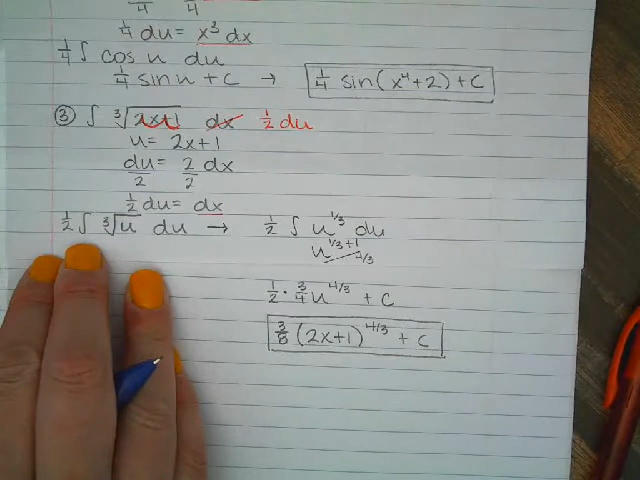 4 4
1/4 du = x³ dx
1/4 ∫ cos u du
1/4 sin u + c → 1/4 sin(x⁴+2) + c
③ ∫ ∛(2x+1) dx 1/2 du
u = 2x+1
du/2 = 2/2 dx
1/2 du = dx
1/2 ∫ ∛u du → 1/2 ∫ u^(1/3) du
u^(1/3 + 1) 4/3
1/2 · 3/4 u^(4/3) + c
3/8 (2x+1)^(4/3) + c